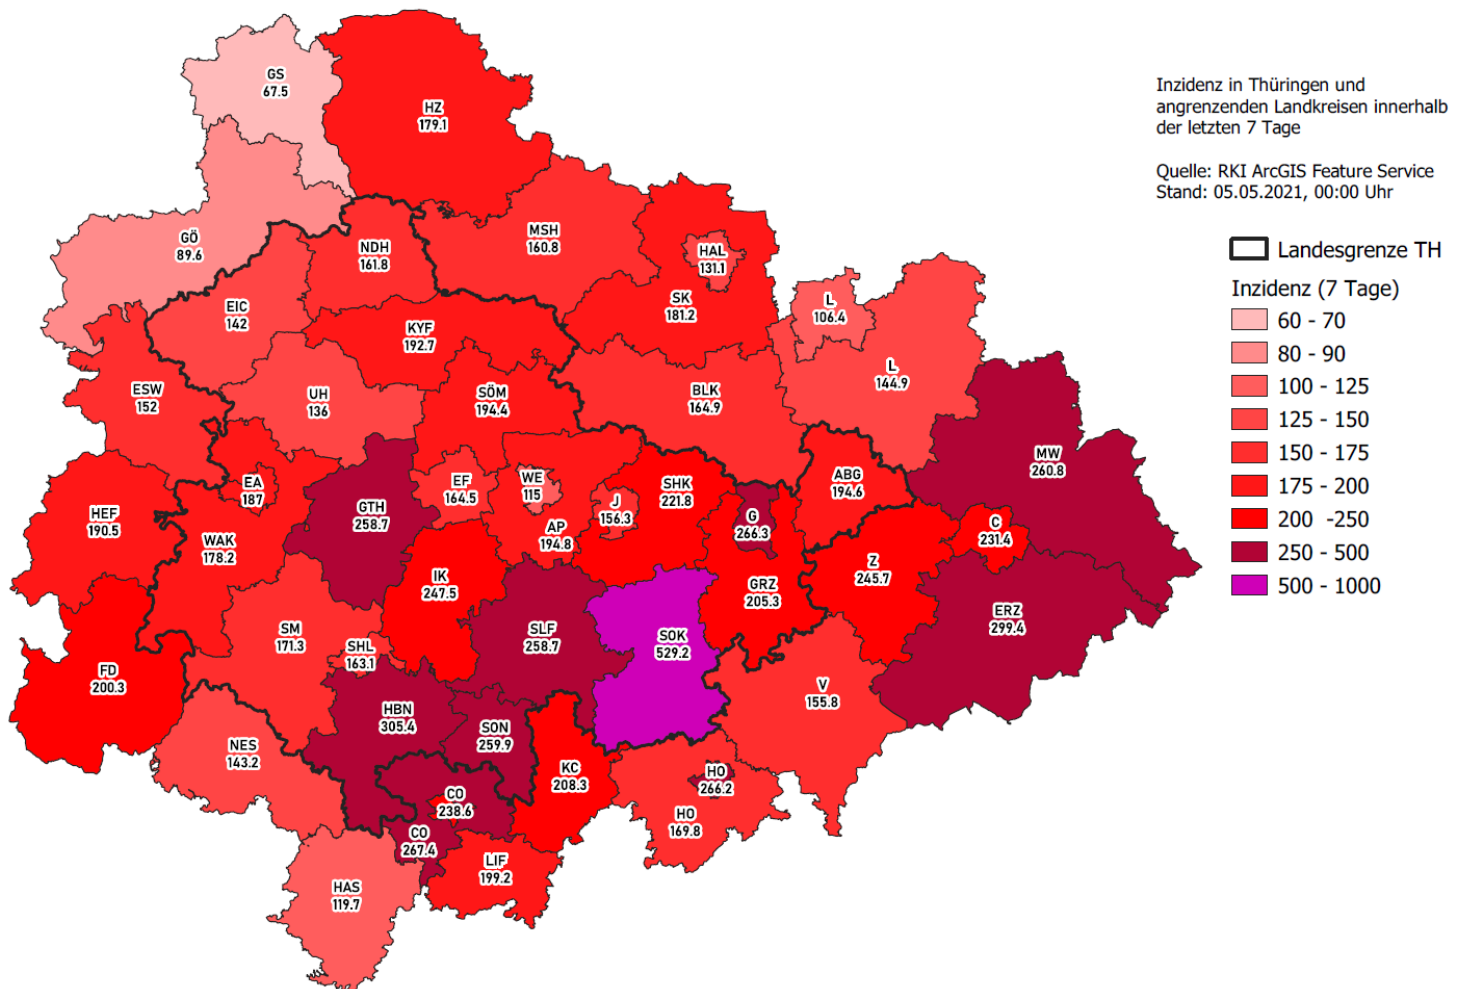 GS
67.5
HZ
179.1
Inzidenz in Thüringen und
angrenzenden Landkreisen innerhalb
der letzten 7 Tage
Quelle: RKI ArcGIS Feature Service
Stand: 05.05.2021, 00:00 Uhr
GÖ
89.6
NDH
161.8
MSH
160.8
HAL
131.1
Landesgrenze TH
Inzidenz (7 Tage)
60 - 70
80 - 90
100 - 125
125 - 150
150 - 175
175 - 200
200 -250
250 - 500
500 - 1000
EIC
142
KYF
192.7
SK
181.2
L
106.4
L
144.9
ESW
152
UH
136
SÖM
194.4
BLK
164.9
MW
260.8
EA
187
GTH
258.7
EF
164.5
WE
115
J
156.3
SHK
221.8
G
266.3
ABG
194.6
HEF
190.5
WAK
178.2
AP
194.8
C
231.4
IK
247.5
GRZ
205.3
Z
245.7
ERZ
299.4
SM
171.3
SHL
163.1
SLF
258.7
SOK
529.2
FD
200.3
V
155.8
HBN
305.4
SON
259.9
NES
143.2
KC
208.3
HO
266.2
CO
238.6
HO
169.8
CO
267.4
LIF
199.2
HAS
119.7